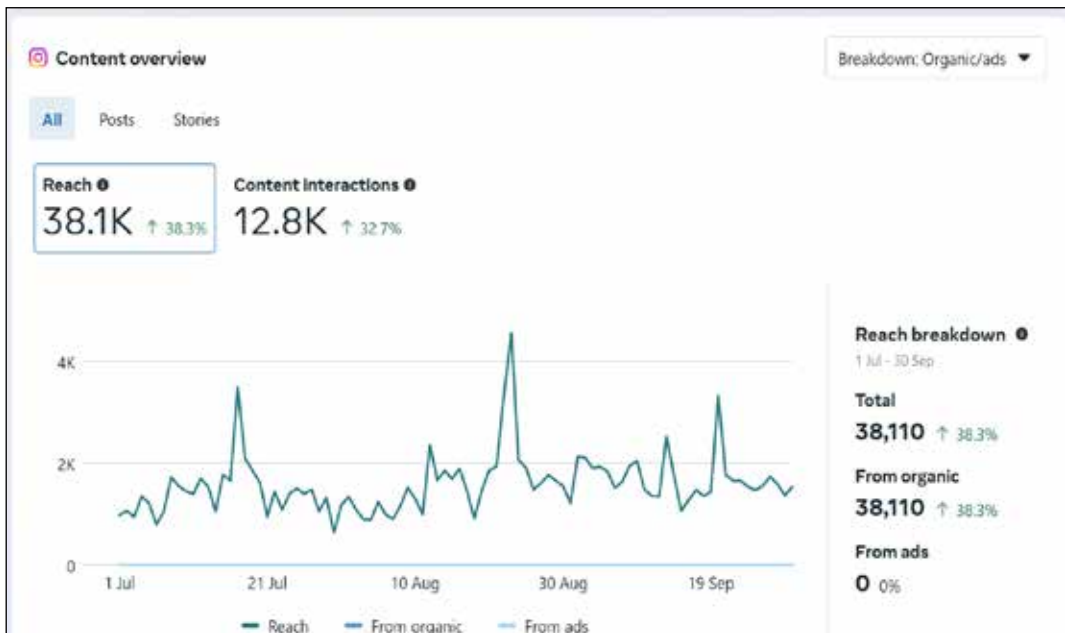 Content overview
Breakdown: Organic/ads
All Posts Stories
Reach
38.1K ↑ 38.3%
Content interactions
12.8K ↑ 32.7%
4K
2K
0
1 Jul 21 Jul 10 Aug 30 Aug 19 Sep
Reach From organic From ads
Reach breakdown
1 Jul - 30 Sep
Total
38,110 ↑ 38.3%
From organic
38,110 ↑ 38.3%
From ads
0 0%